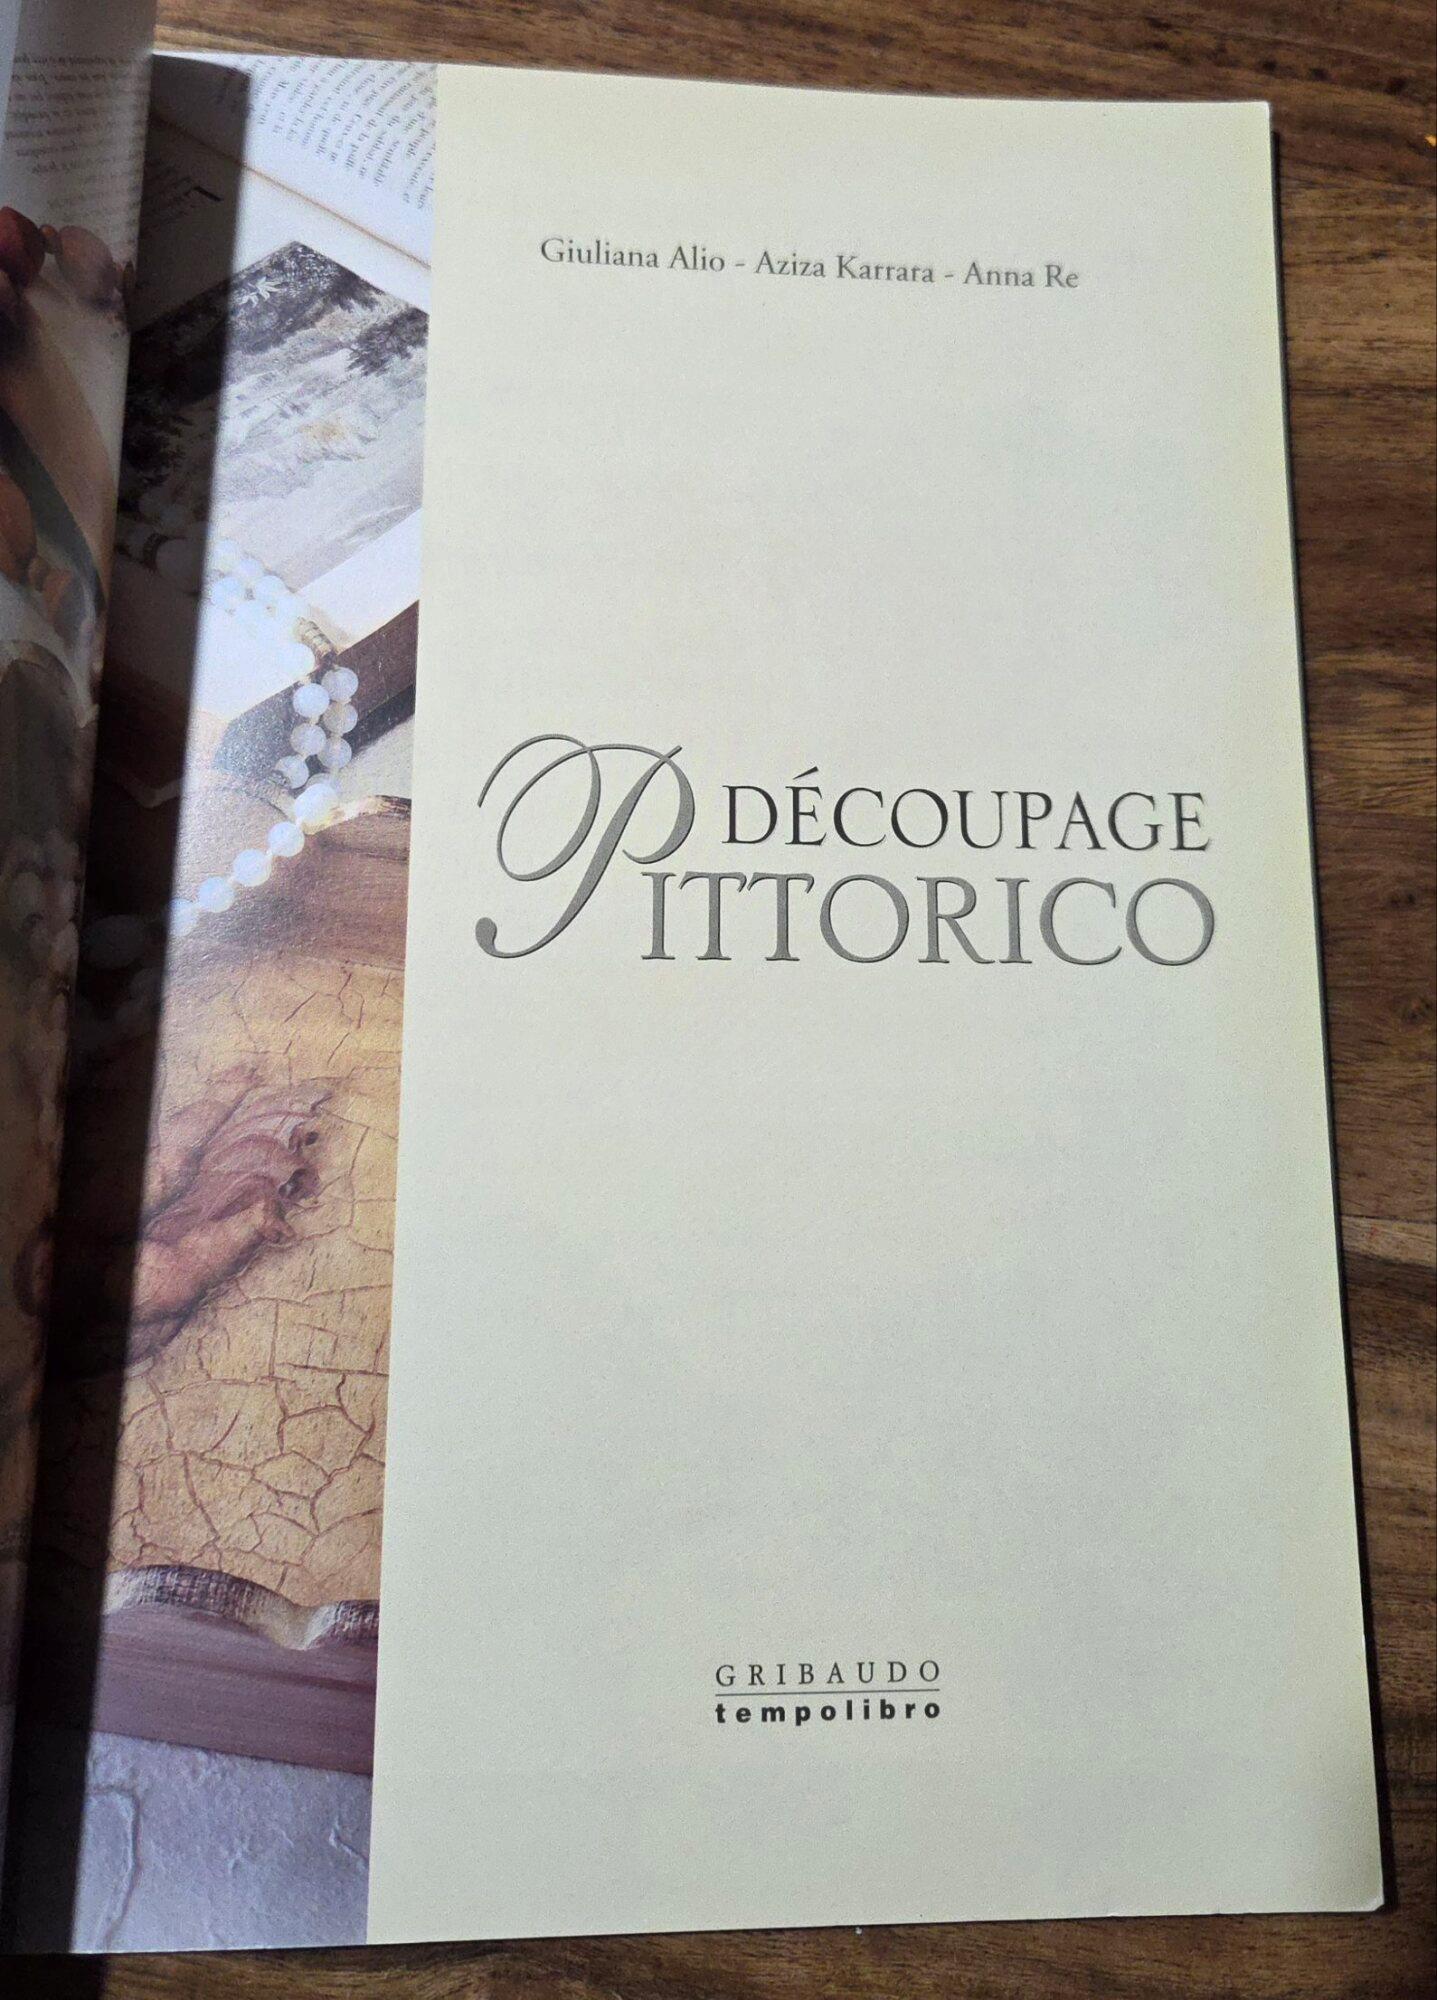 Giuliana Alio - Aziza Karrara - Anna Re
DÉCOUPAGE
PITTORICO
GRIBAUDO
tempolibro